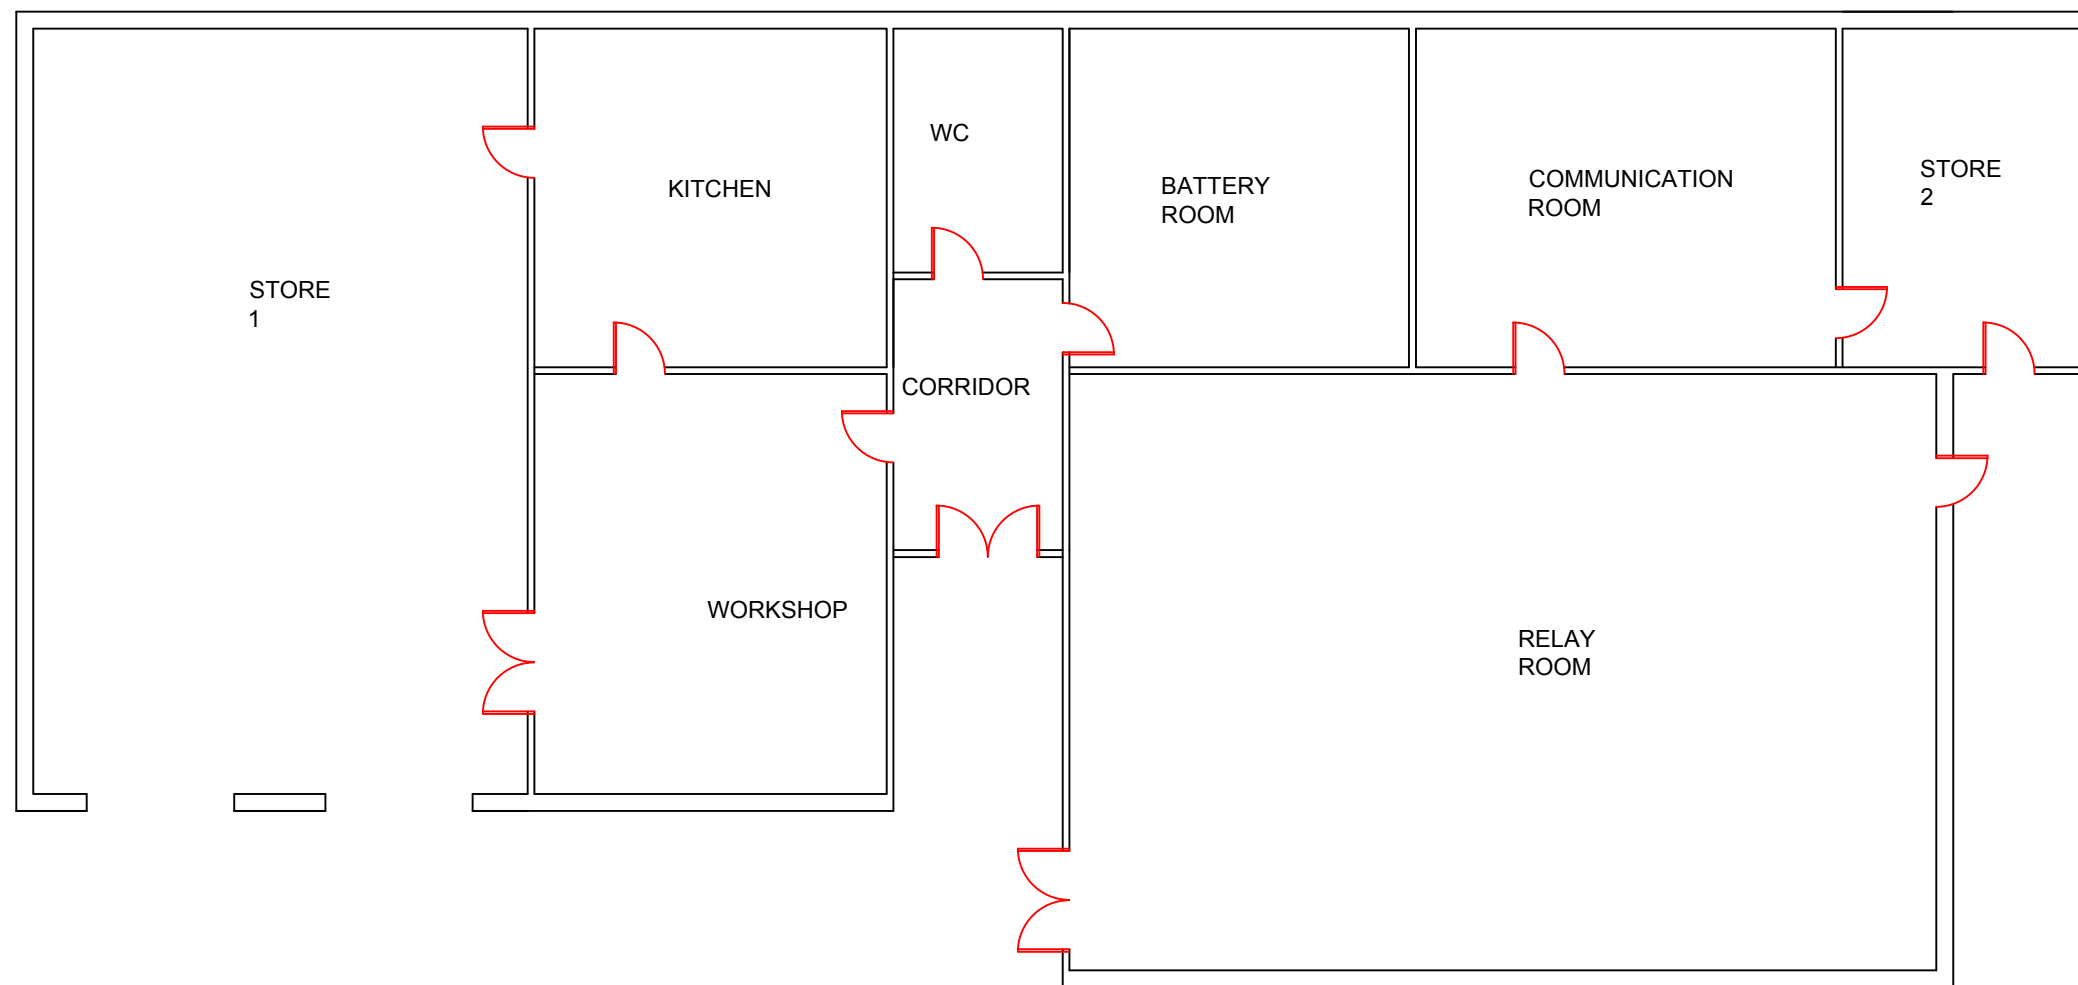 WC
KITCHEN
BATTERY
ROOM
COMMUNICATION
ROOM
STORE
2
STORE
1
CORRIDOR
WORKSHOP
RELAY
ROOM